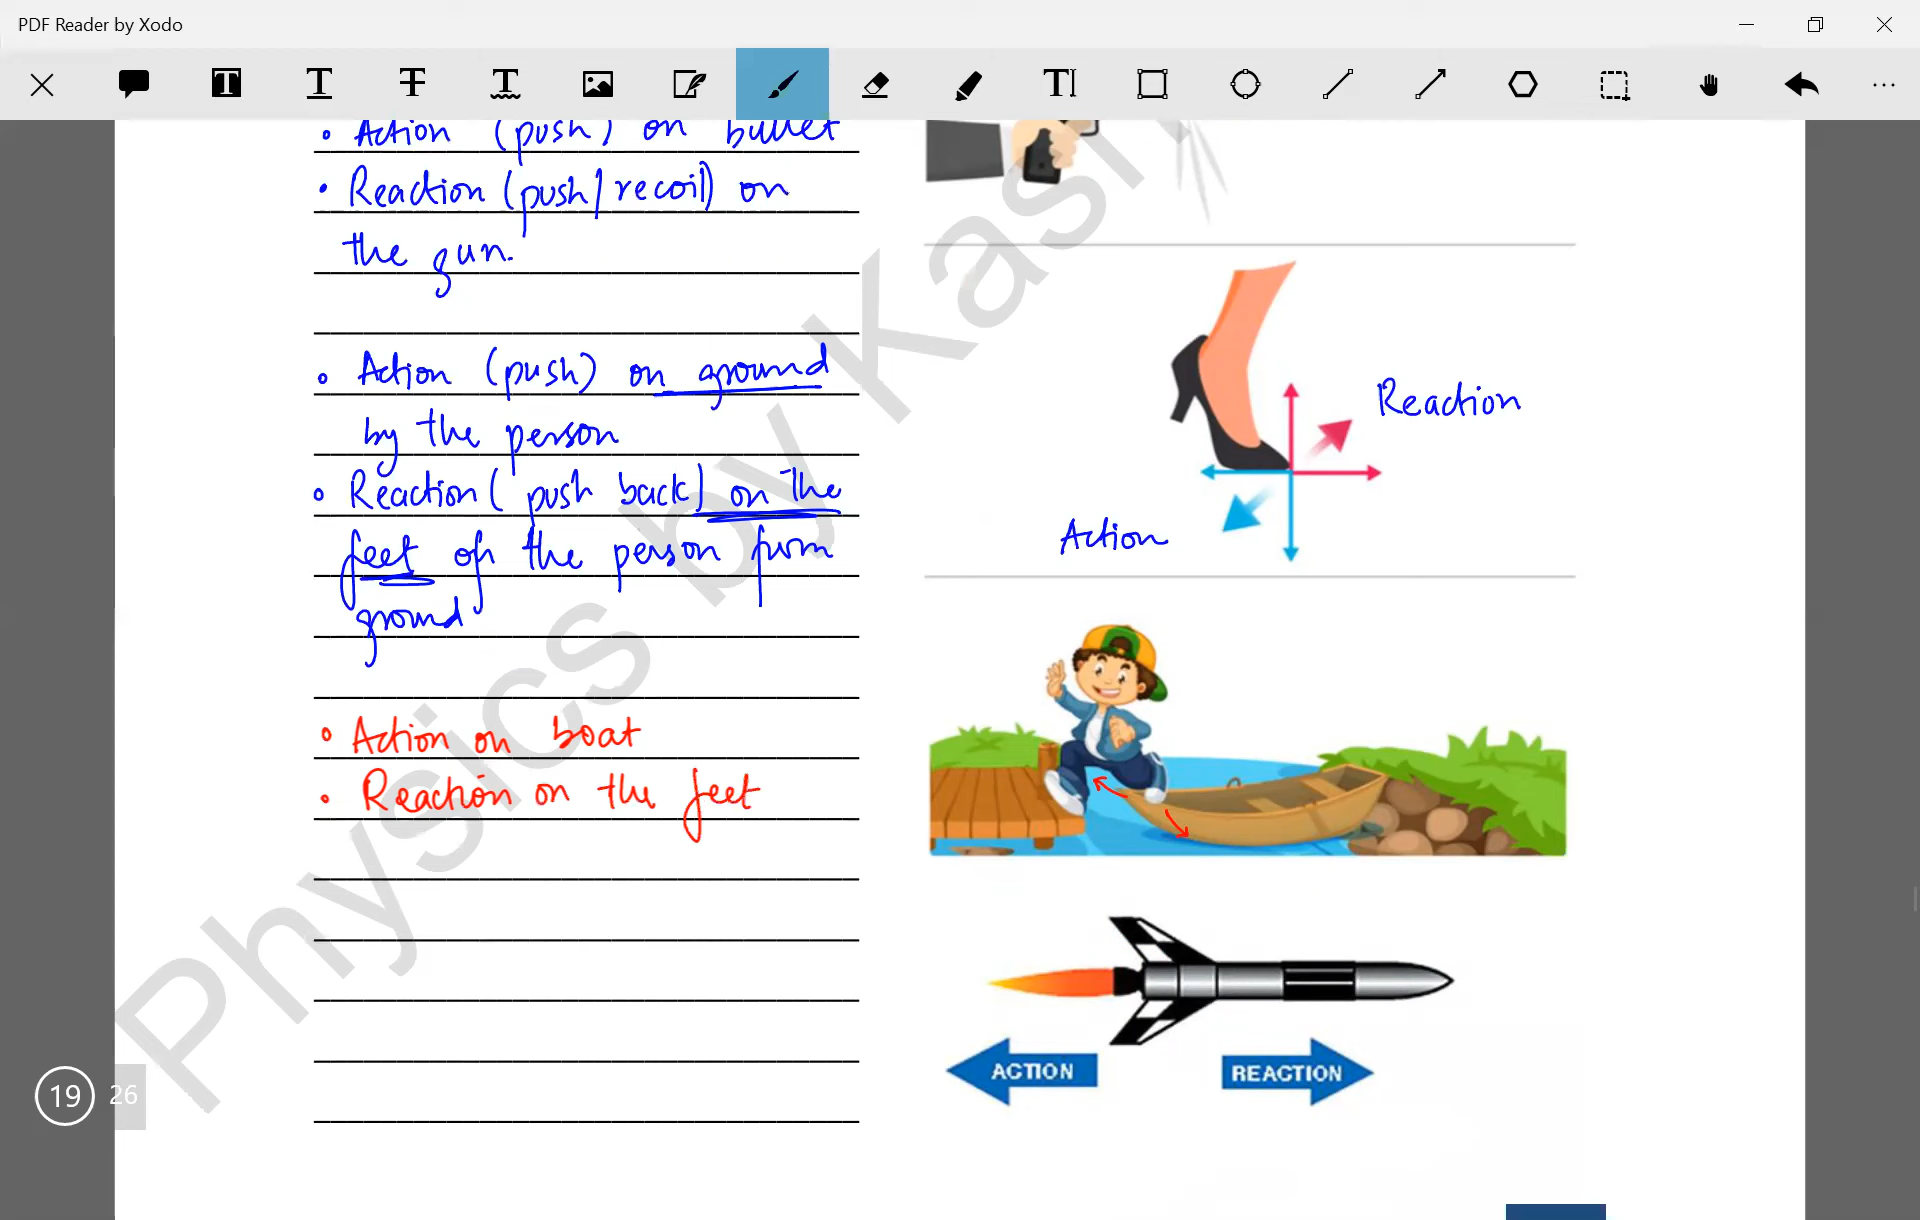 PDF Reader by Xodo
• Action (push) on bullet
• Reaction (push/recoil) on
the gun.
• Action (push) on ground
by the person
• Reaction (push back) on the
feet of the person from
ground
• Action on boat
• Reaction on the feet
Reaction
Action
ACTION
REACTION
19
26
Physics by Kash